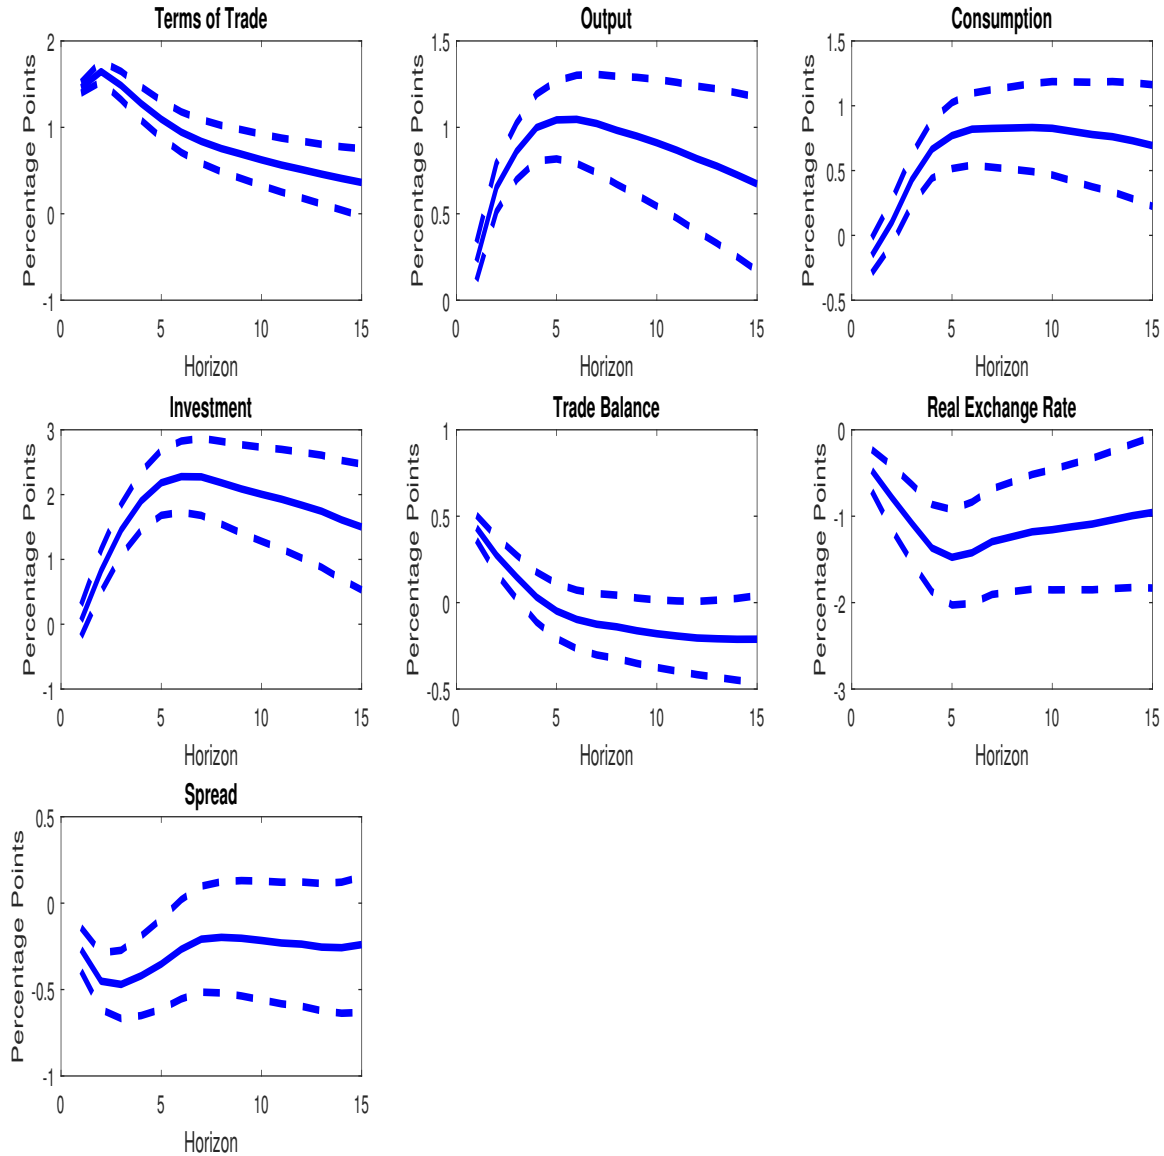 Terms of Trade
Percentage Points
2
1
0
-1
0 5 10 15
Horizon
Output
Percentage Points
1.5
1
0.5
0
0 5 10 15
Horizon
Consumption
Percentage Points
1.5
1
0.5
0
-0.5
0 5 10 15
Horizon
Investment
Percentage Points
3
2
1
0
-1
0 5 10 15
Horizon
Trade Balance
Percentage Points
1
0.5
0
-0.5
0 5 10 15
Horizon
Real Exchange Rate
Percentage Points
0
-1
-2
-3
0 5 10 15
Horizon
Spread
Percentage Points
0.5
0
-0.5
-1
0 5 10 15
Horizon